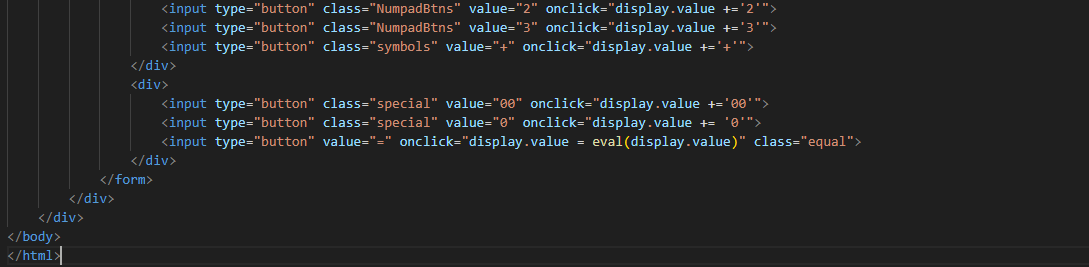 <input type="button" class="NumpadBtns" value="2" onclick="display.value +='2'">
<input type="button" class="NumpadBtns" value="3" onclick="display.value +='3'">
<input type="button" class="symbols" value="+" onclick="display.value +='+'">
</div>
<div>
<input type="button" class="special" value="00" onclick="display.value +='00'">
<input type="button" class="special" value="0" onclick="display.value += '0'">
<input type="button" value="=" onclick="display.value = eval(display.value)" class="equal">
</div>
</form>
</div>
</div>
</body>
</html>